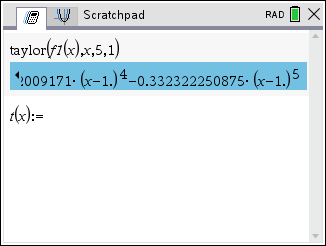 Scratchpad RAD
taylor(f1(x),x,5,1)
009171·(x-1.)^4-0.332322250875·(x-1.)^5
t(x):=